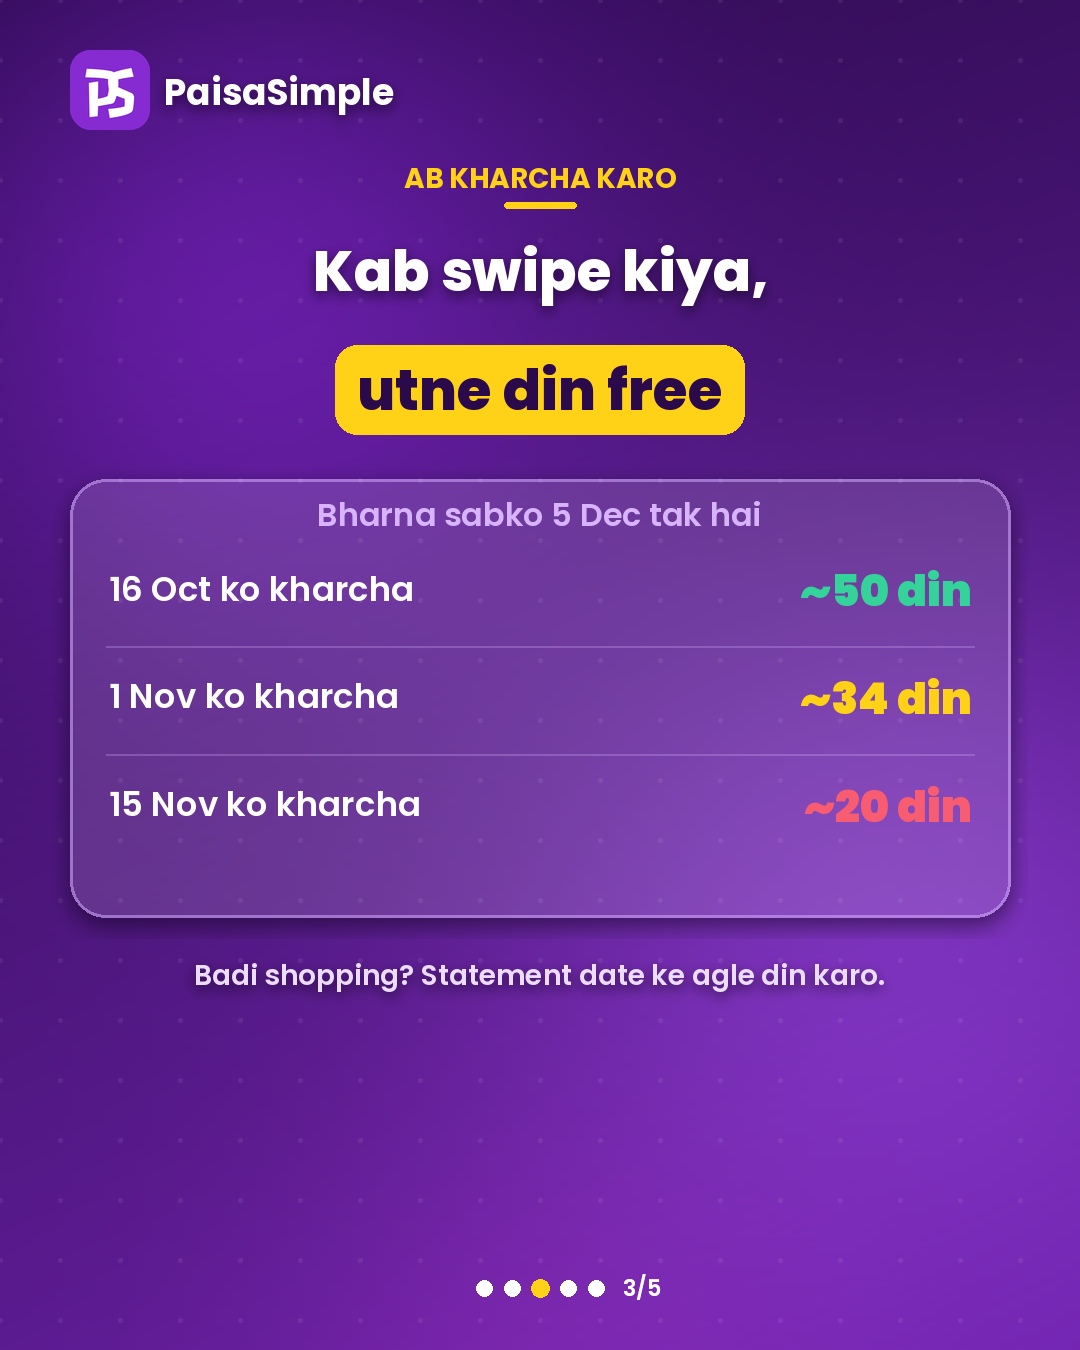 PaisaSimple
AB KHARCHA KARO
Kab swipe kiya,
utne din free
Bharna sabko 5 Dec tak hai
16 Oct ko kharcha ~50 din
1 Nov ko kharcha ~34 din
15 Nov ko kharcha ~20 din
Badi shopping? Statement date ke agle din karo.
3/5